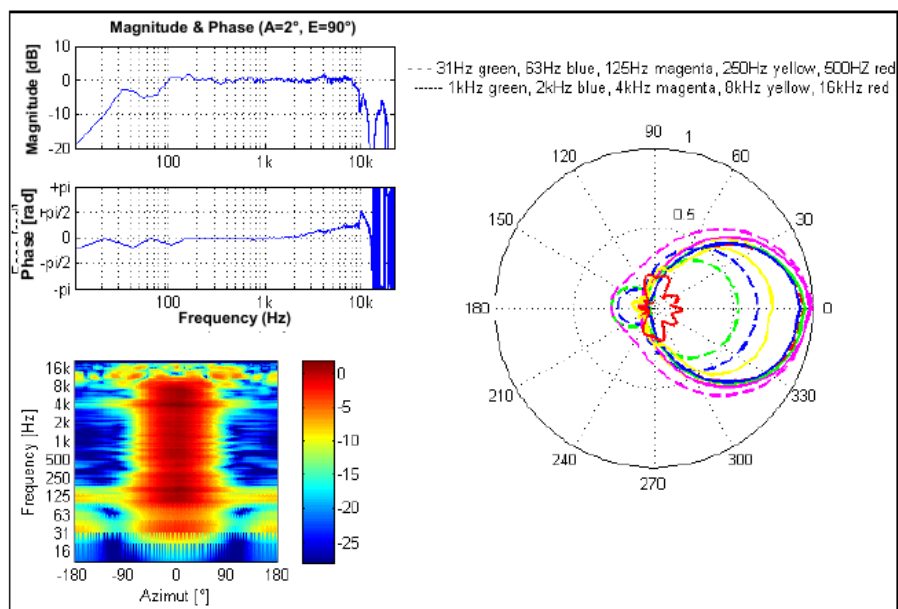 Magnitude & Phase (A=2°, E=90°)
Magnitude [dB]
10
0
-10
-20
100
1k
10k
Phase [rad]
+pi
+pi/2
0
-pi/2
-pi
100
1k
10k
Frequency (Hz)
- - - 31Hz green, 63Hz blue, 125Hz magenta, 250Hz yellow, 500HZ red
------- 1kHz green, 2kHz blue, 4kHz magenta, 8kHz yellow, 16kHz red
90
1
120
60
0.5
150
30
180
0
210
330
240
300
270
Frequency [Hz]
16k
8k
4k
2k
1k
500
250
125
63
31
16
-180
-90
0
90
180
Azimut [°]
0
-5
-10
-15
-20
-25